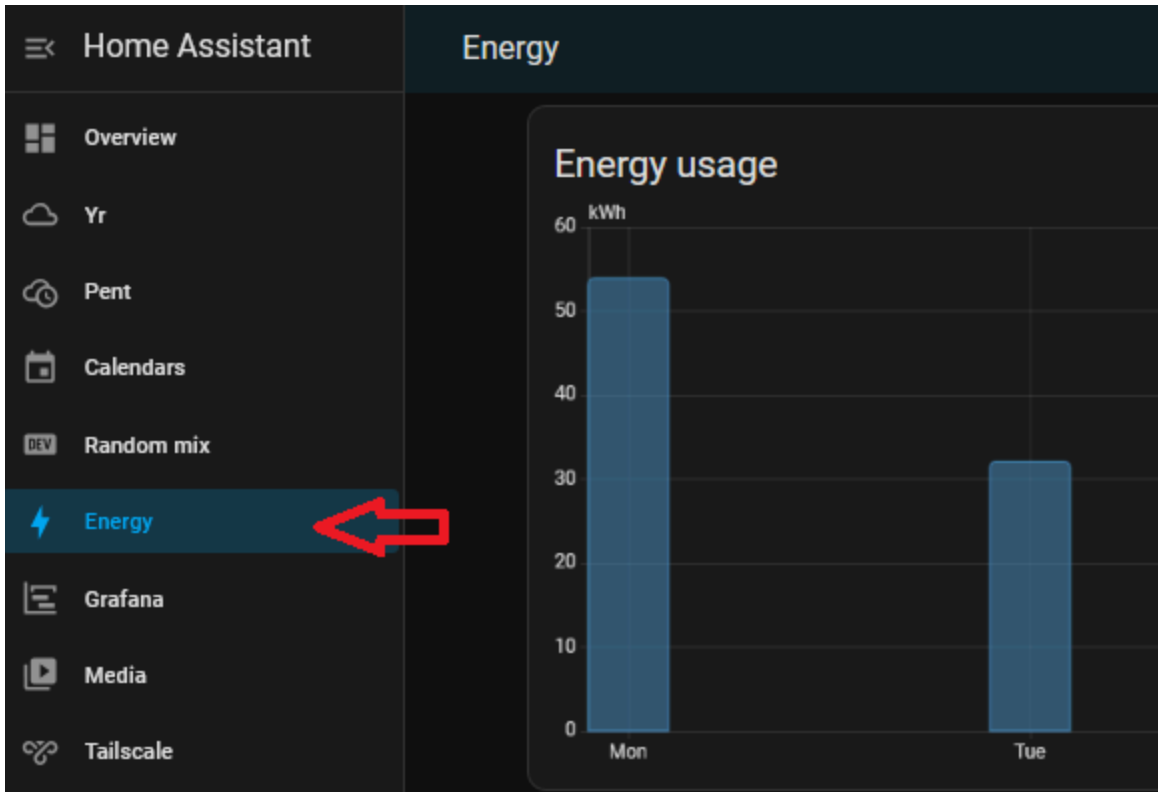 Home Assistant
Overview
Yr
Pent
Calendars
DEV Random mix
Energy
Grafana
Media
Tailscale
Energy
Energy usage
kWh
60
50
40
30
20
10
0
Mon Tue